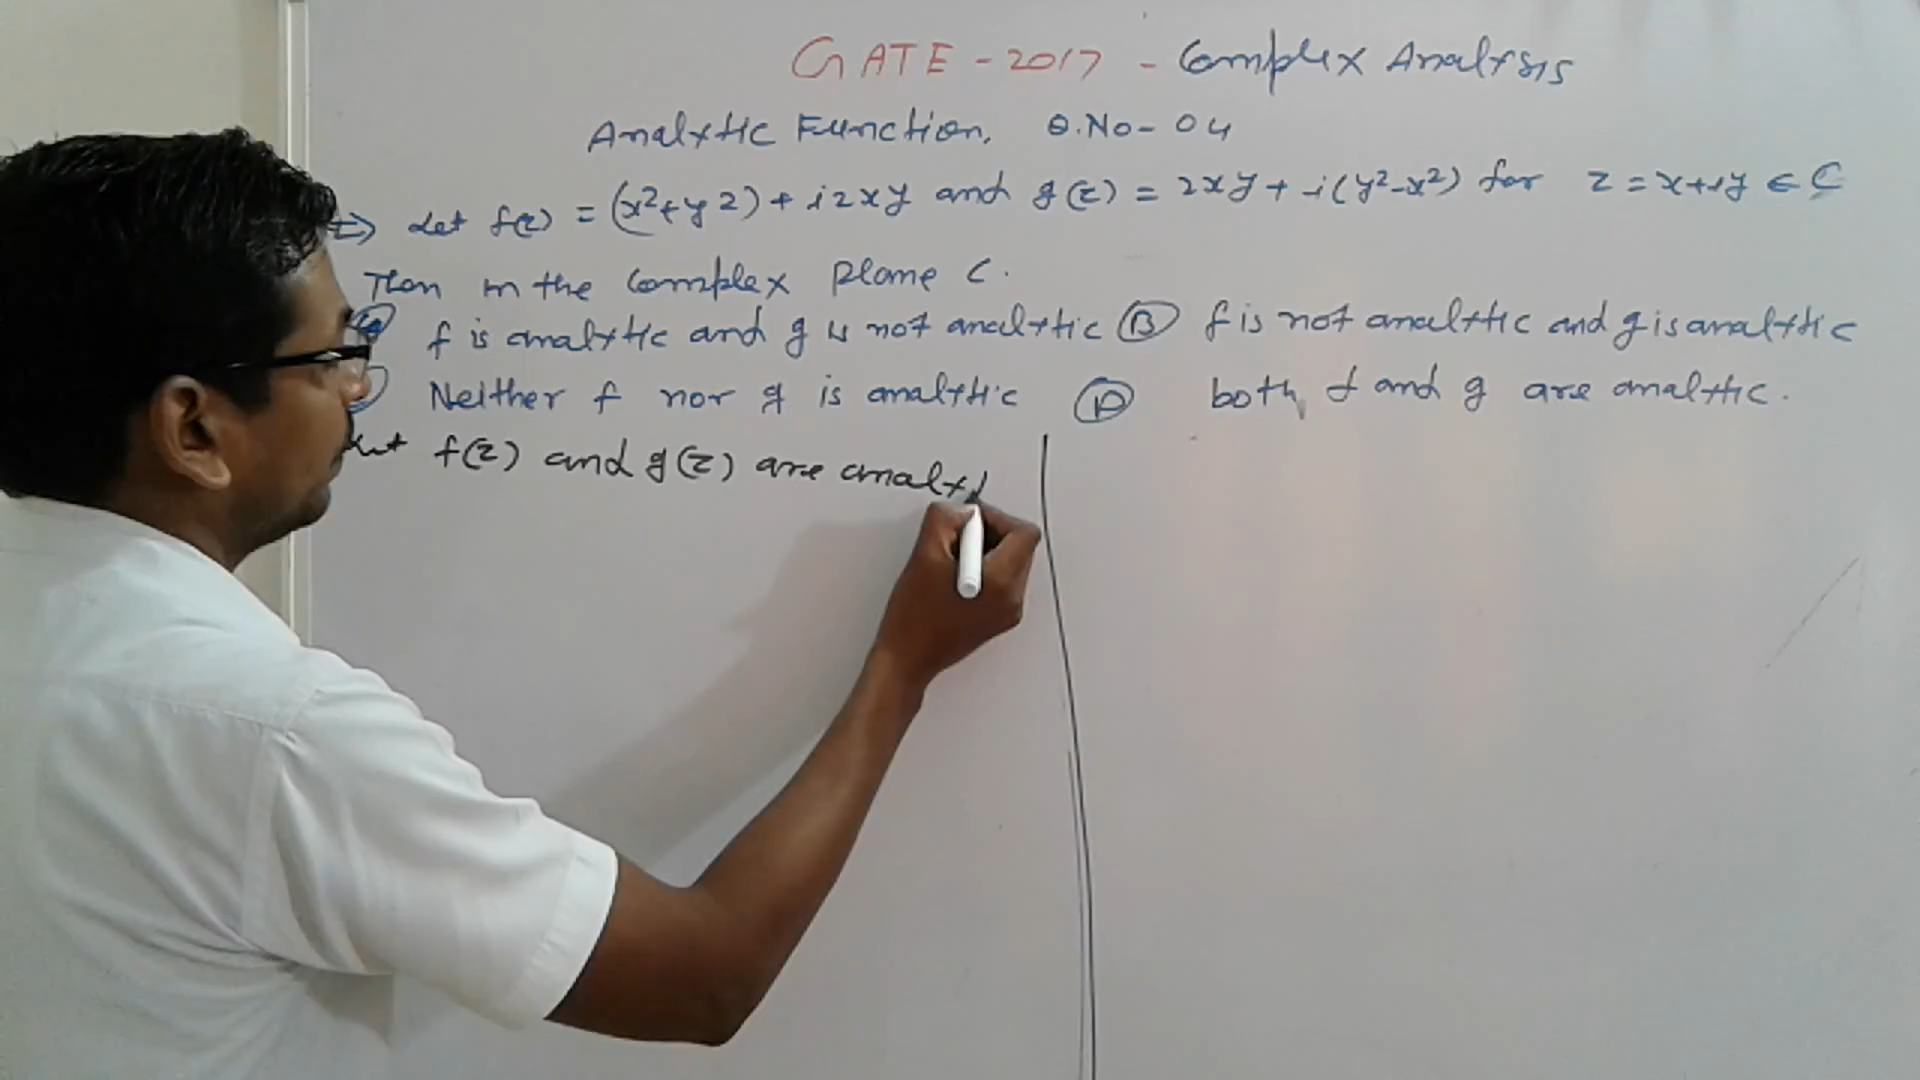 GATE - 2017 - Complex Analysis
Analytic Function. Q.No- 04
⇒ Let f(z) = (x²+y2) + i2xy and g(z) = 2xy + i(y²-x²) for z = x+iy ∈ C
Then in the complex Plane C.
f is analytic and g is not analytic (B) f is not analytic and g is analytic
Neither f nor g is analytic (D) both f and g are analytic.
Let f(z) and g(z) are analyti